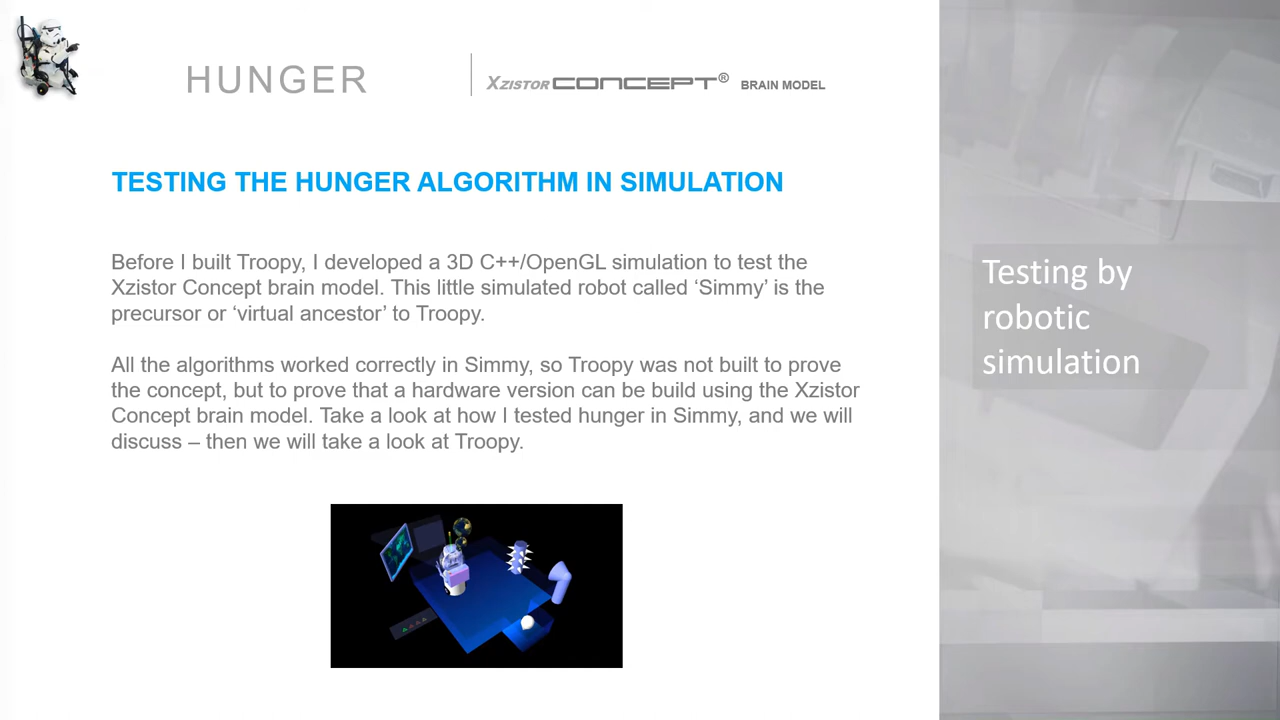 HUNGER
Xzistor CONCEPT® BRAIN MODEL
TESTING THE HUNGER ALGORITHM IN SIMULATION
Before I built Troopy, I developed a 3D C++/OpenGL simulation to test the
Xzistor Concept brain model. This little simulated robot called ‘Simmy’ is the
precursor or ‘virtual ancestor’ to Troopy.
All the algorithms worked correctly in Simmy, so Troopy was not built to prove
the concept, but to prove that a hardware version can be build using the Xzistor
Concept brain model. Take a look at how I tested hunger in Simmy, and we will
discuss – then we will take a look at Troopy.
Testing by
robotic
simulation